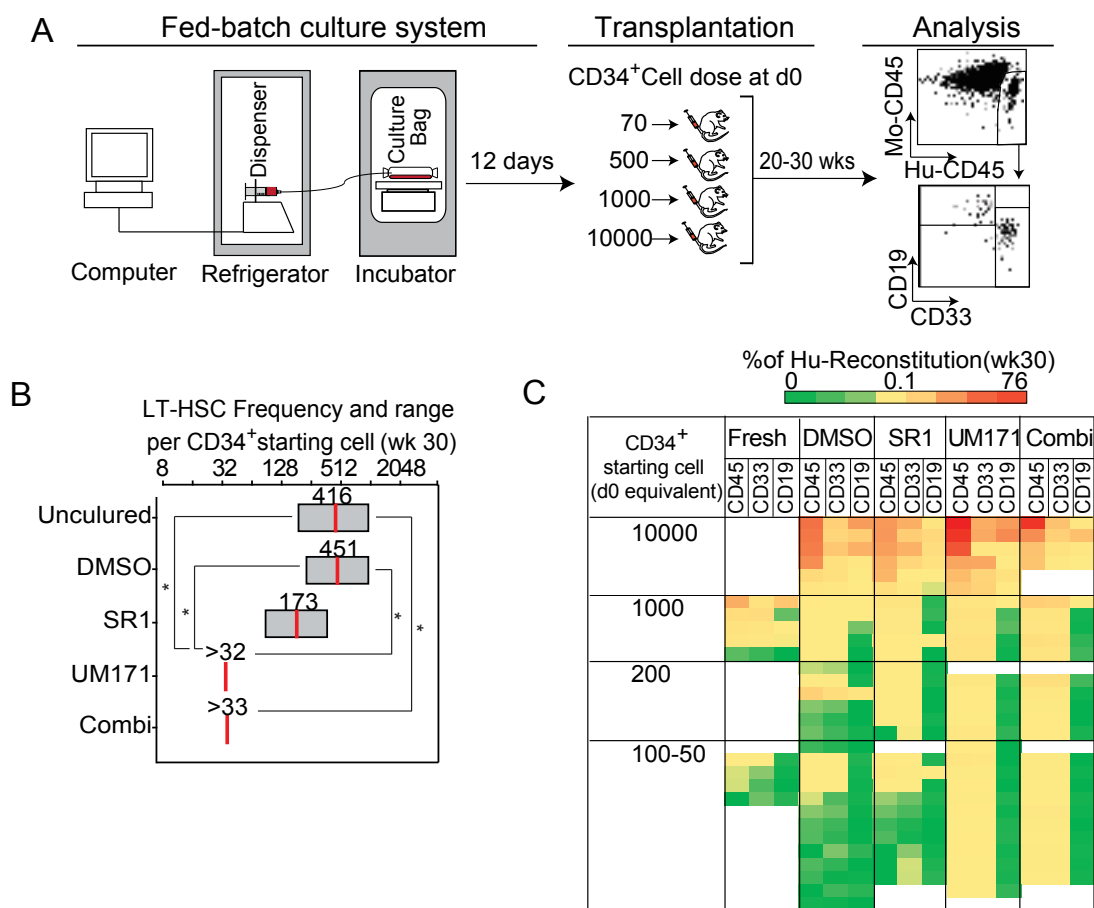 A
Fed-batch culture system
Transplantation
Analysis
CD34+Cell dose at d0
Dispenser
Culture
Bag
12 days
70
500
1000
10000
20-30 wks
Mo-CD45
Hu-CD45
CD19
CD33
Computer
Refrigerator
Incubator
B
LT-HSC Frequency and range
per CD34+starting cell (wk 30)
8 32 128 512 2048
Unculured
416
DMSO
451
SR1
173
UM171
>32
Combi
>33
* * * *
C
%of Hu-Reconstitution(wk30)
0 0.1 76
CD34+
starting cell
(d0 equivalent)
Fresh DMSO SR1 UM171 Combi
CD45 CD33 CD19 CD45 CD33 CD19 CD45 CD33 CD19 CD45 CD33 CD19 CD45 CD33 CD19
10000
1000
200
100-50